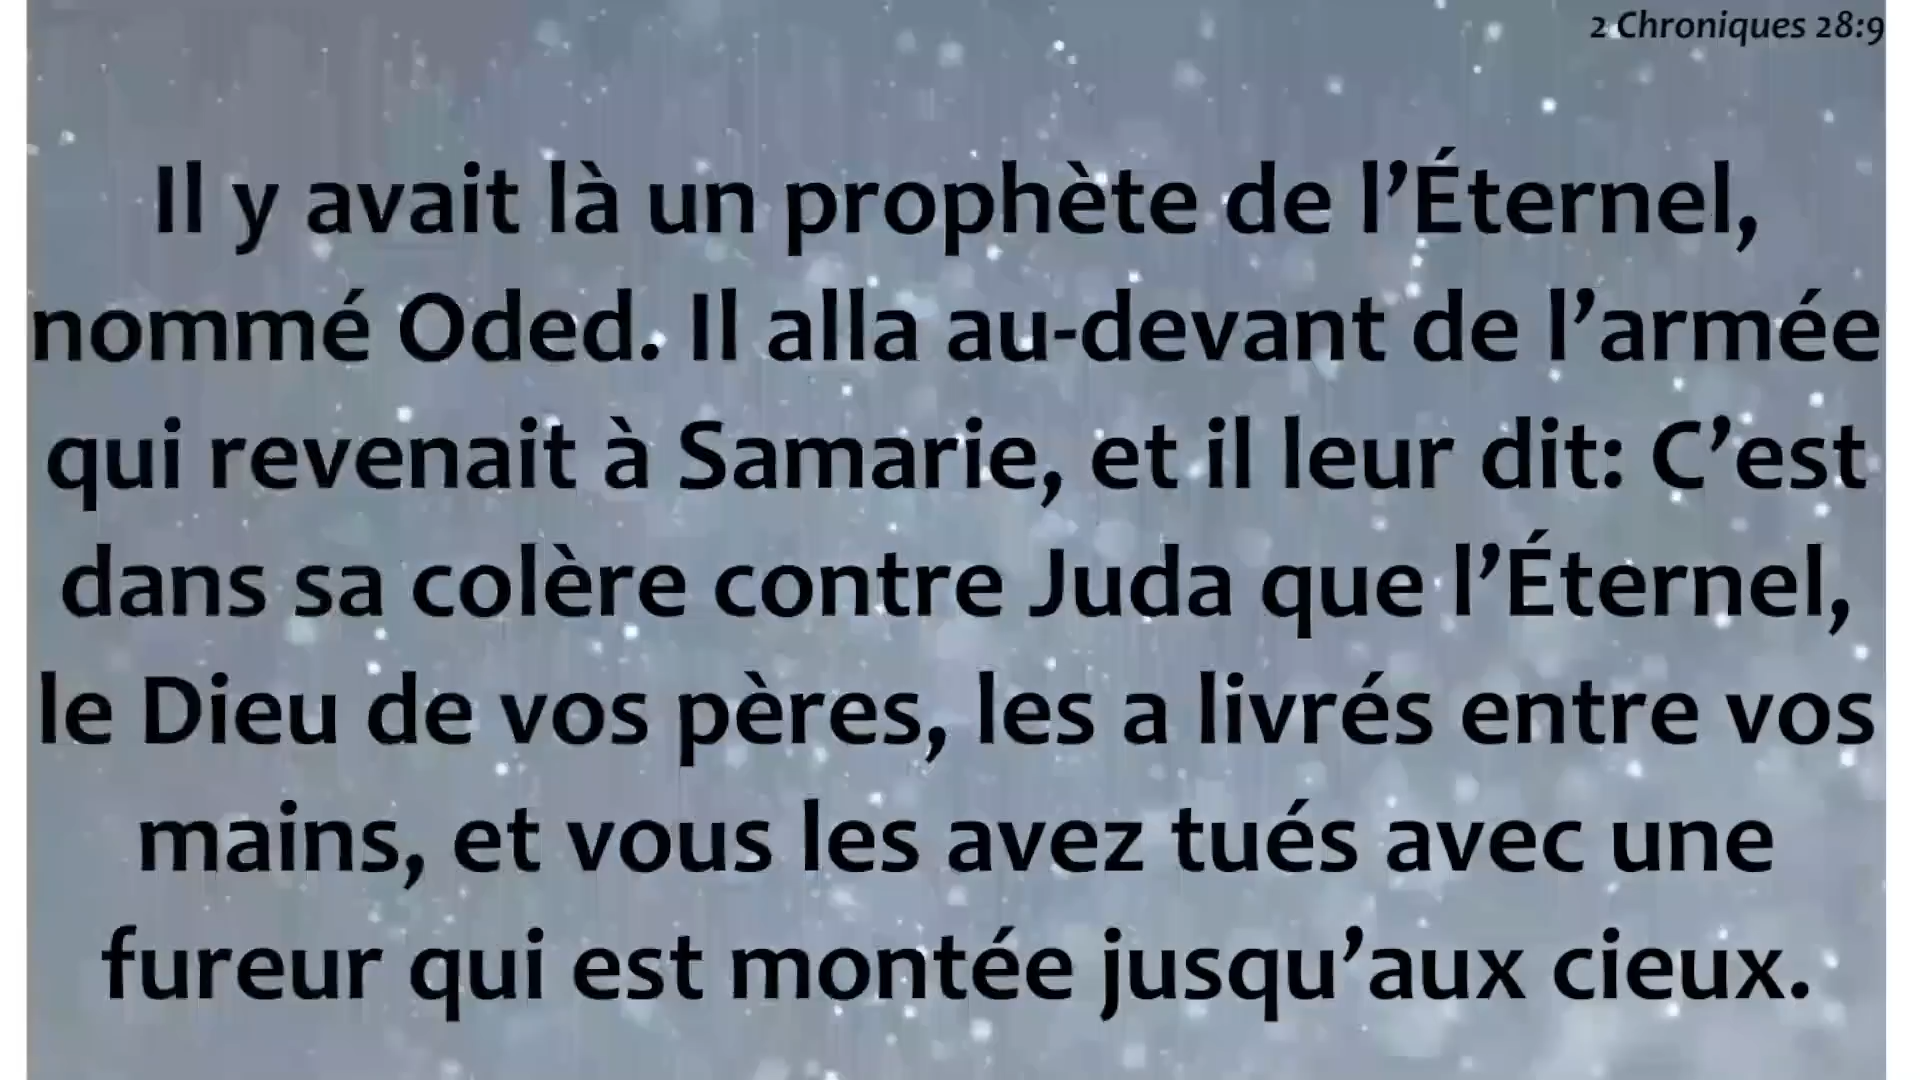 2 Chroniques 28:9
Il y avait là un prophète de l’Éternel,
nommé Oded. Il alla au-devant de l’armée
qui revenait à Samarie, et il leur dit: C’est
dans sa colère contre Juda que l’Éternel,
le Dieu de vos pères, les a livrés entre vos
mains, et vous les avez tués avec une
fureur qui est montée jusqu’aux cieux.